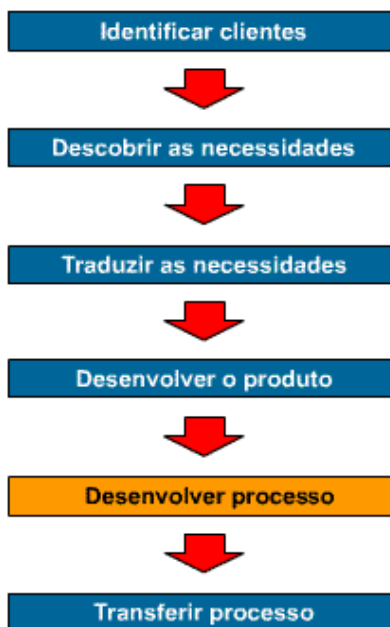 Identificar clientes
Descobrir as necessidades
Traduzir as necessidades
Desenvolver o produto
Desenvolver processo
Transferir processo